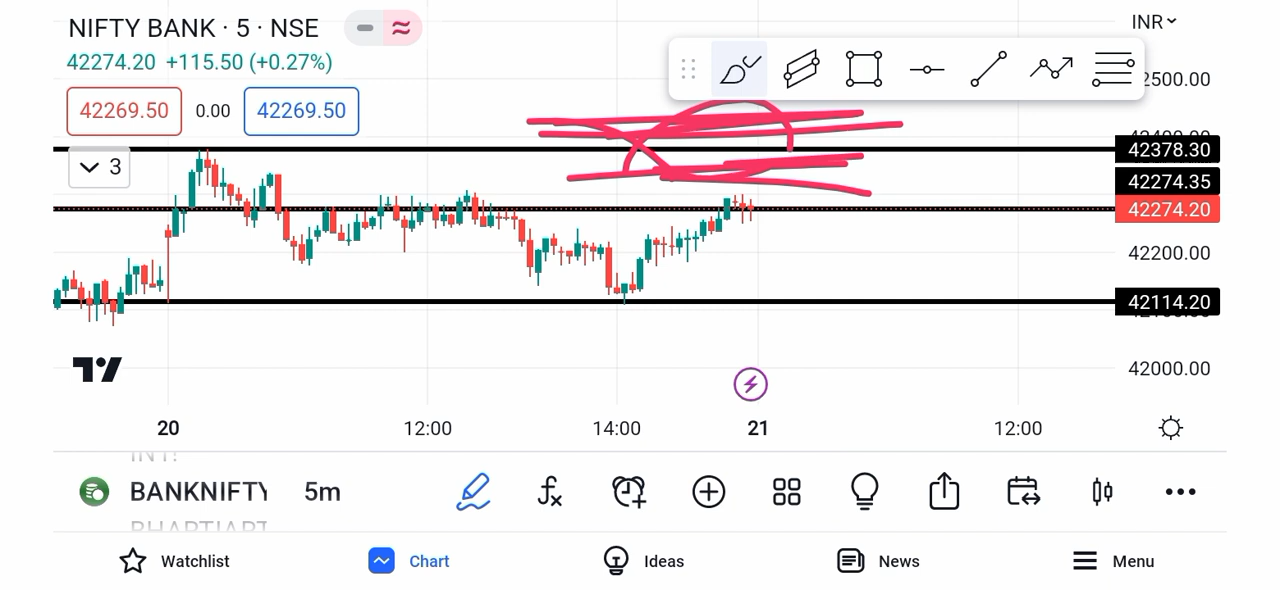 NIFTY BANK · 5 · NSE
INR
42274.20 +115.50 (+0.27%)
42269.50 0.00 42269.50
42378.30
3
42274.35
42274.20
42200.00
42114.20
42000.00
20 12:00 14:00 21 12:00
BANKNIFTY 5m
Watchlist Chart Ideas News Menu